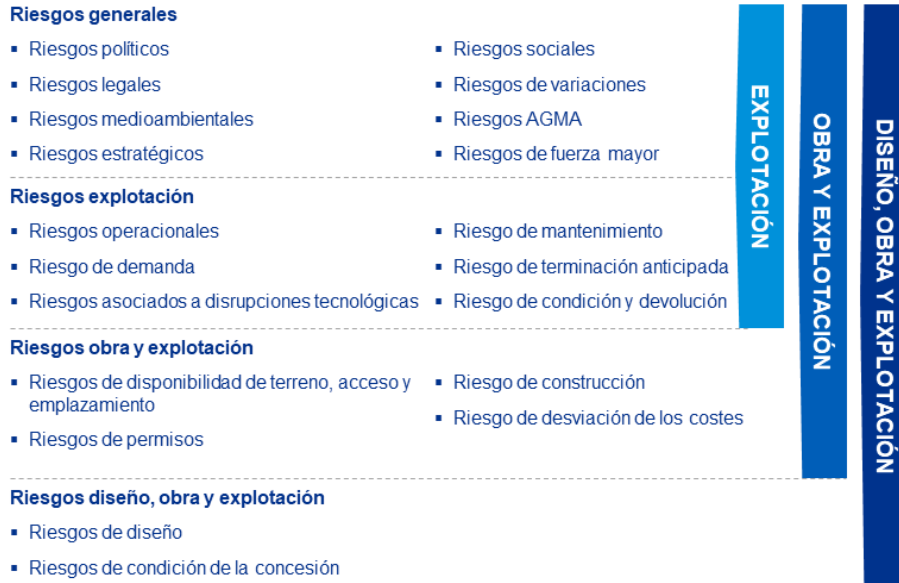 Riesgos generales
▪ Riesgos políticos
▪ Riesgos legales
▪ Riesgos medioambientales
▪ Riesgos estratégicos
▪ Riesgos sociales
▪ Riesgos de variaciones
▪ Riesgos AGMA
▪ Riesgos de fuerza mayor
Riesgos explotación
▪ Riesgos operacionales
▪ Riesgo de demanda
▪ Riesgos asociados a disrupciones tecnológicas
▪ Riesgo de mantenimiento
▪ Riesgo de terminación anticipada
▪ Riesgo de condición y devolución
Riesgos obra y explotación
▪ Riesgos de disponibilidad de terreno, acceso y
emplazamiento
▪ Riesgos de permisos
▪ Riesgo de construcción
▪ Riesgo de desviación de los costes
Riesgos diseño, obra y explotación
▪ Riesgos de diseño
▪ Riesgos de condición de la concesión
EXPLOTACIÓN
OBRA Y EXPLOTACIÓN
DISEÑO, OBRA Y EXPLOTACIÓN